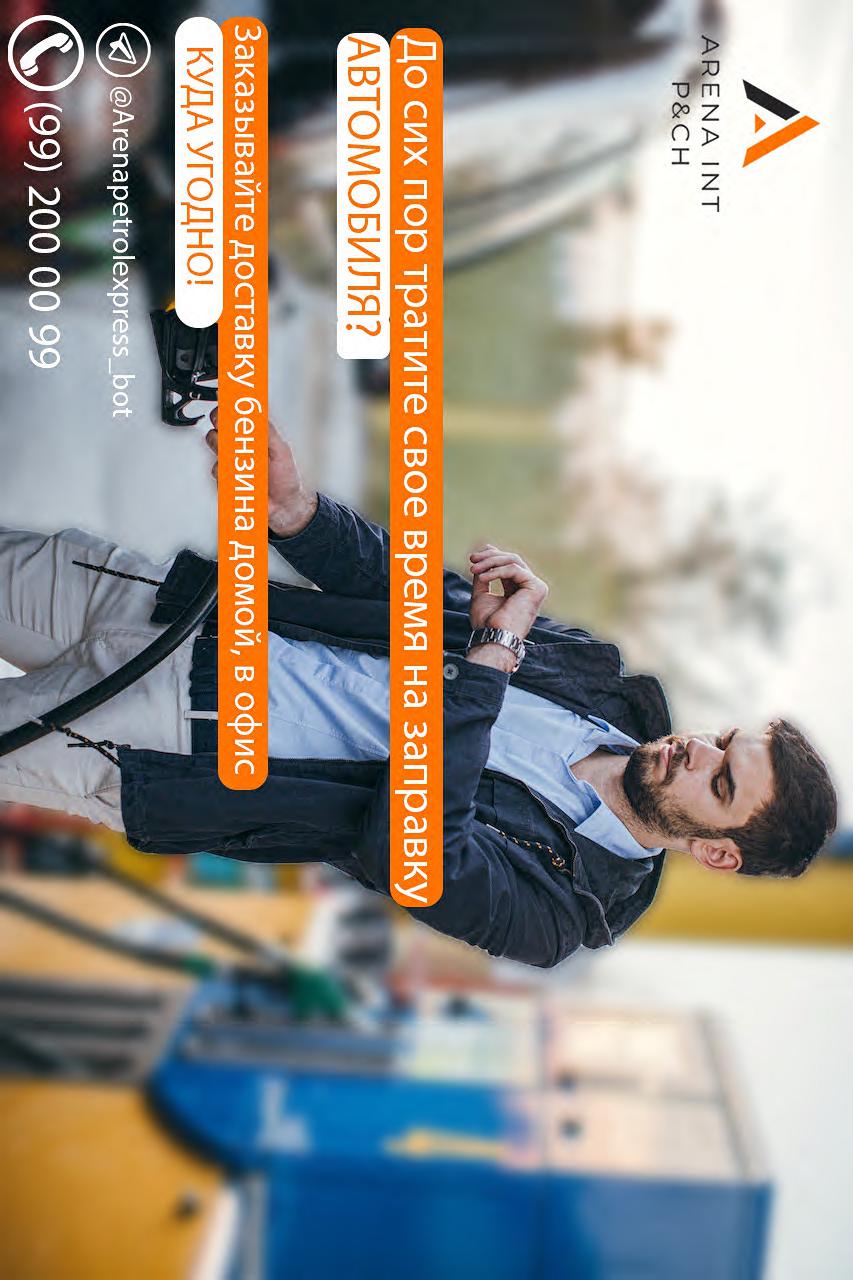 ARENA INT
P&CH
До сих пор тратите свое время на заправку
АВТОМОБИЛЯ?
Заказывайте доставку бензина домой, в офис
КУДА УГОДНО!
@Arenapetrolexpress_bot
(99) 200 00 99